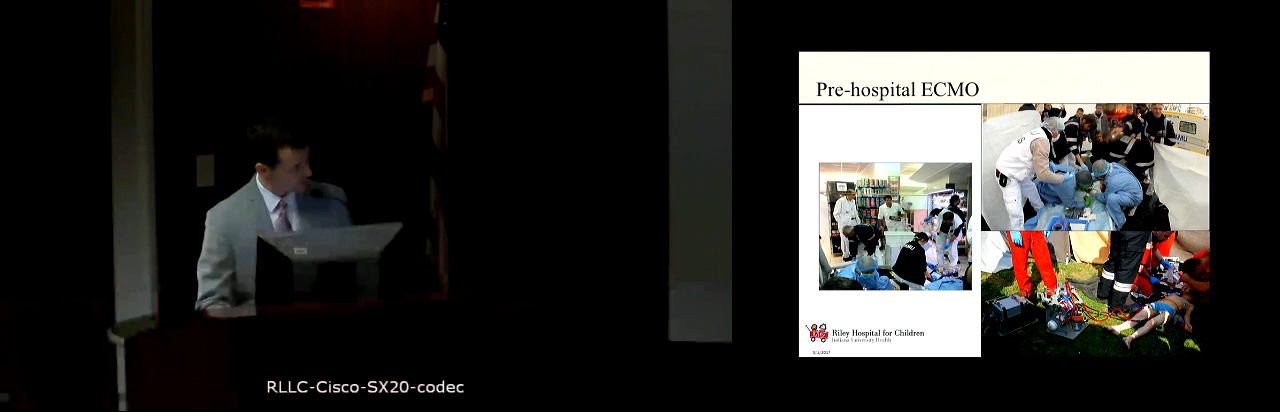 Pre-hospital ECMO
Riley Hospital for Children
Indiana University Health
RLLC-Cisco-SX20-codec